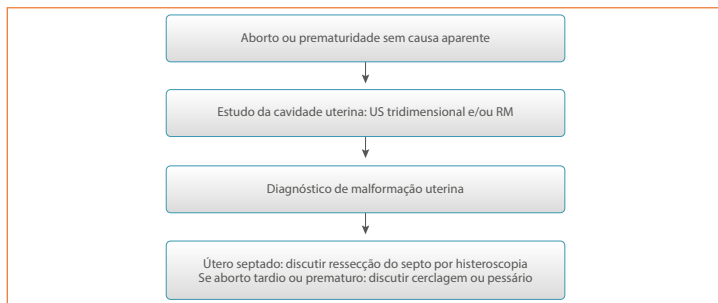 Aborto ou prematuridade sem causa aparente
Estudo da cavidade uterina: US tridimensional e/ou RM
Diagnóstico de malformação uterina
Útero septado: discutir ressecção do septo por histeroscopia
Se aborto tardio ou prematuro: discutir cerclagem ou pessário